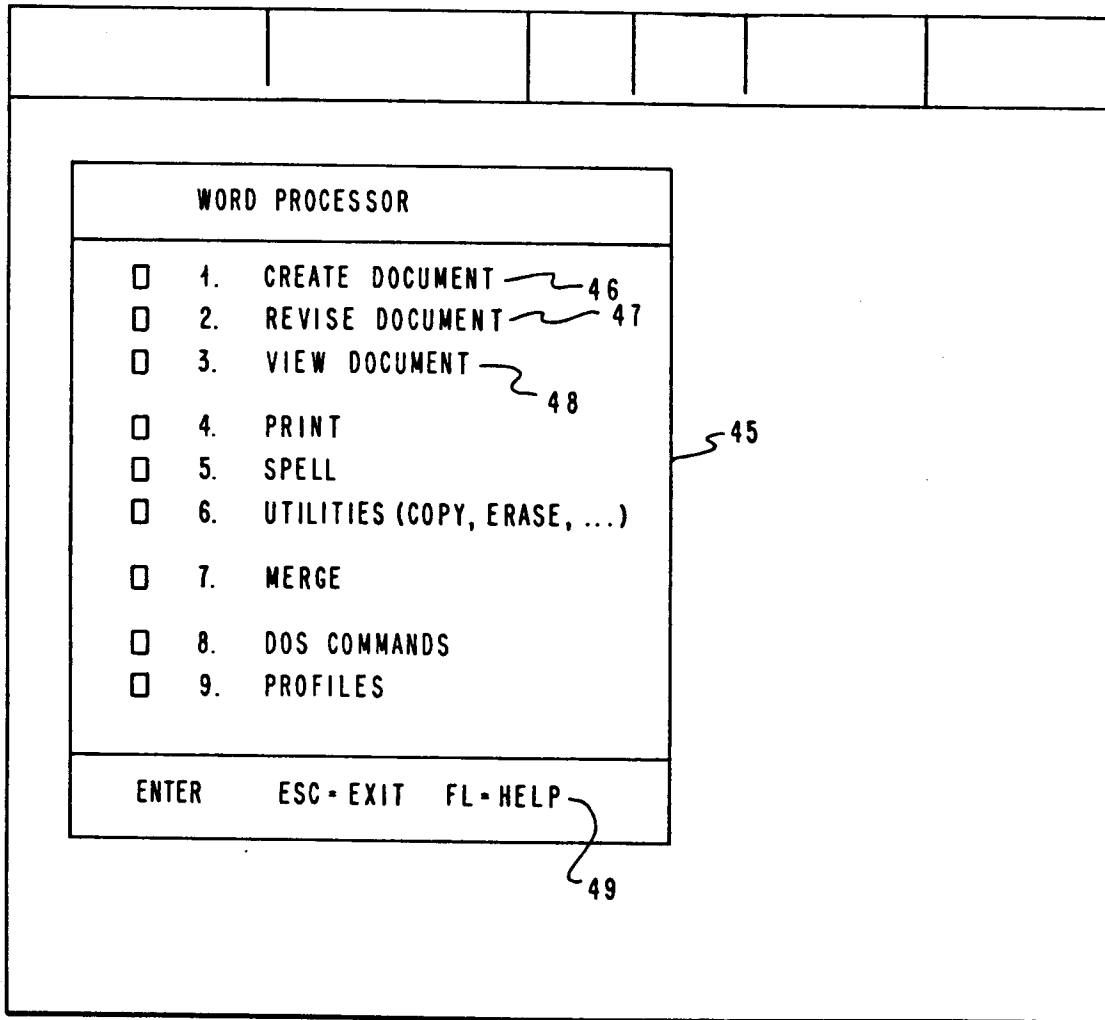 WORD PROCESSOR
1. CREATE DOCUMENT 46
2. REVISE DOCUMENT 47
3. VIEW DOCUMENT 48
4. PRINT
45
5. SPELL
6. UTILITIES (COPY, ERASE, ...)
7. MERGE
8. DOS COMMANDS
9. PROFILES
ENTER ESC = EXIT FL = HELP
49